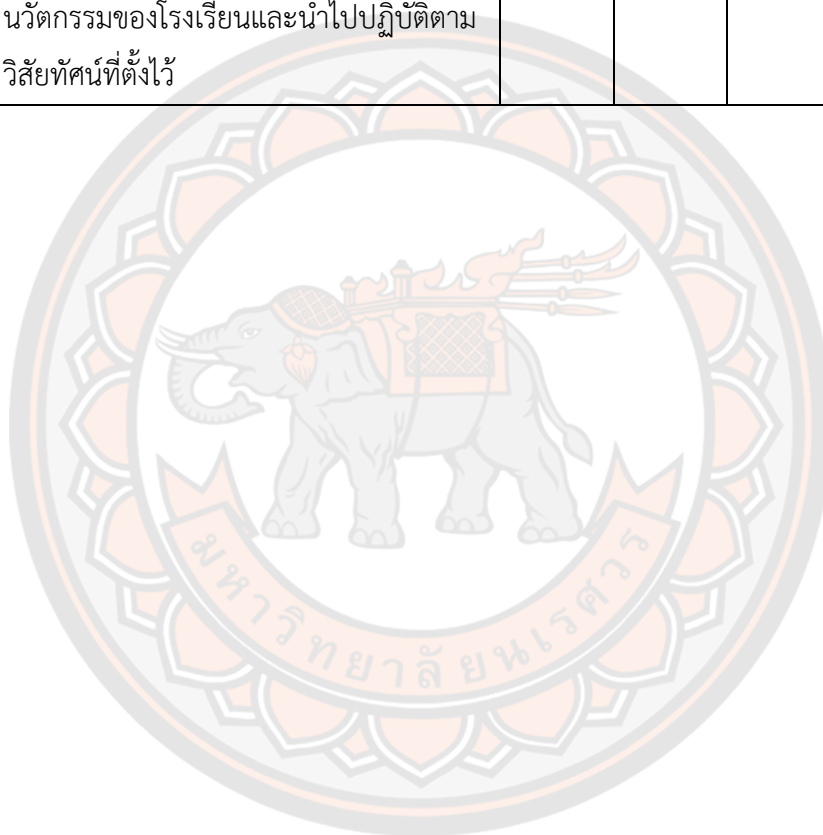 นวัตกรรมของโรงเรียนและนำไปปฏิบัติตาม
วิสัยทัศน์ที่ตั้งไว้
มหาวิทยาลัยนเรศวร